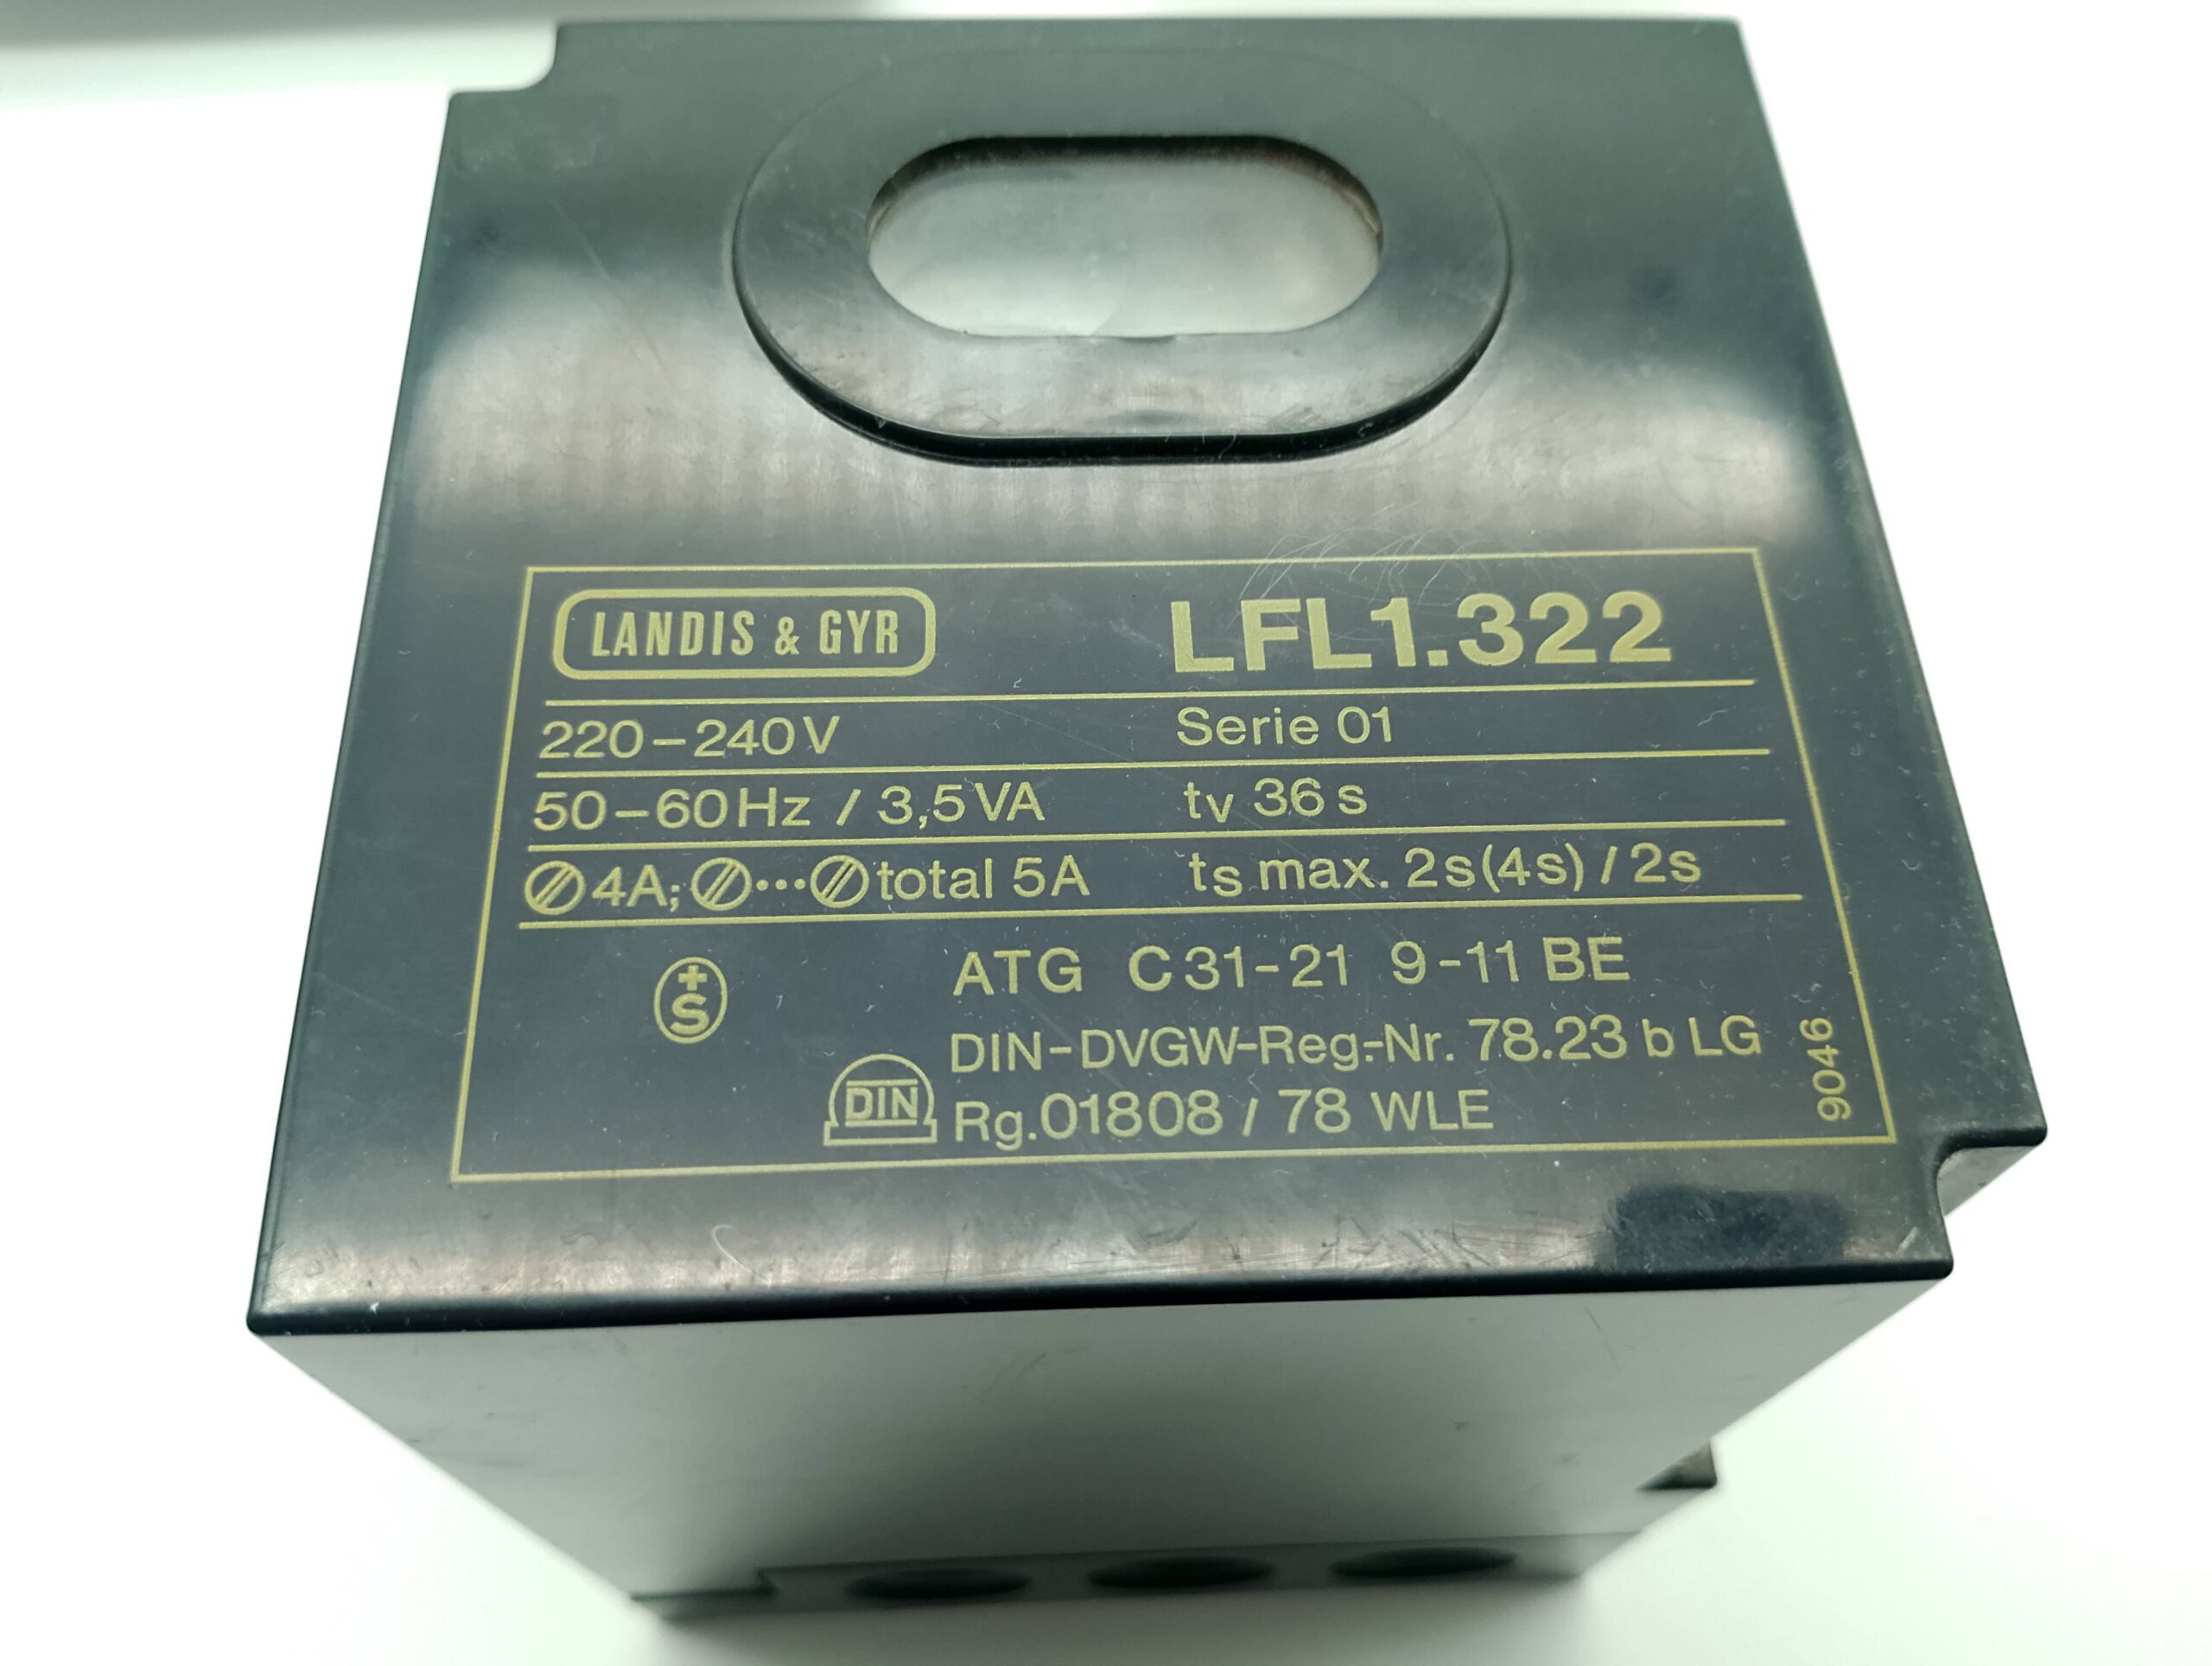 LANDIS & GYR LFL1.322
220-240V Serie 01
50-60Hz / 3,5VA tv 36s
4A; ... total 5A ts max. 2s(4s) / 2s
+S
ATG C31-21 9-11 BE
DIN-DVGW-Reg.-Nr. 78.23 b LG
DIN Rg.01808 / 78 WLE
9046